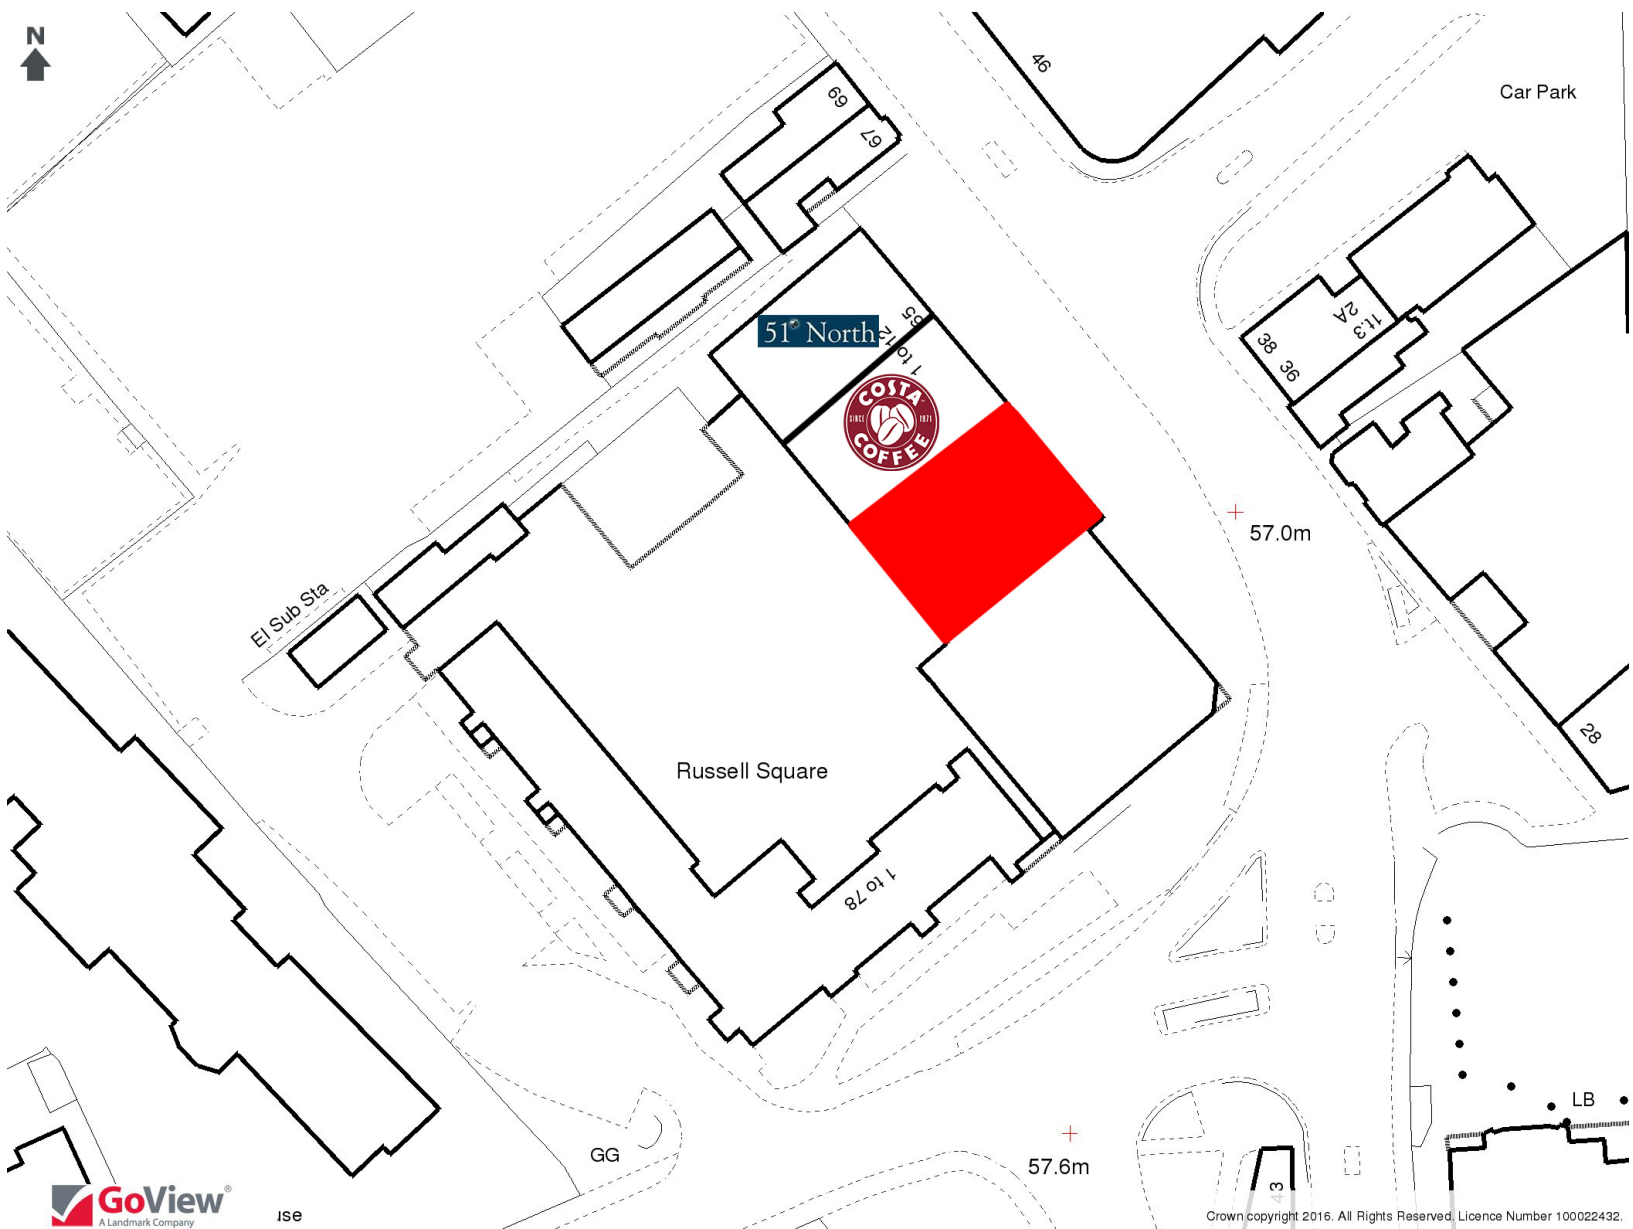 N
46
Car Park
69
67
65
1 to 12
51° North
COSTA
SINCE 1971
COFFEE
2A
1t.3
38
36
57.0m
El Sub Sta
28
Russell Square
1 to 78
LB
57.6m
GG
43
GoView®
A Landmark Company
use
Crown copyright 2016. All Rights Reserved. Licence Number 100022432.